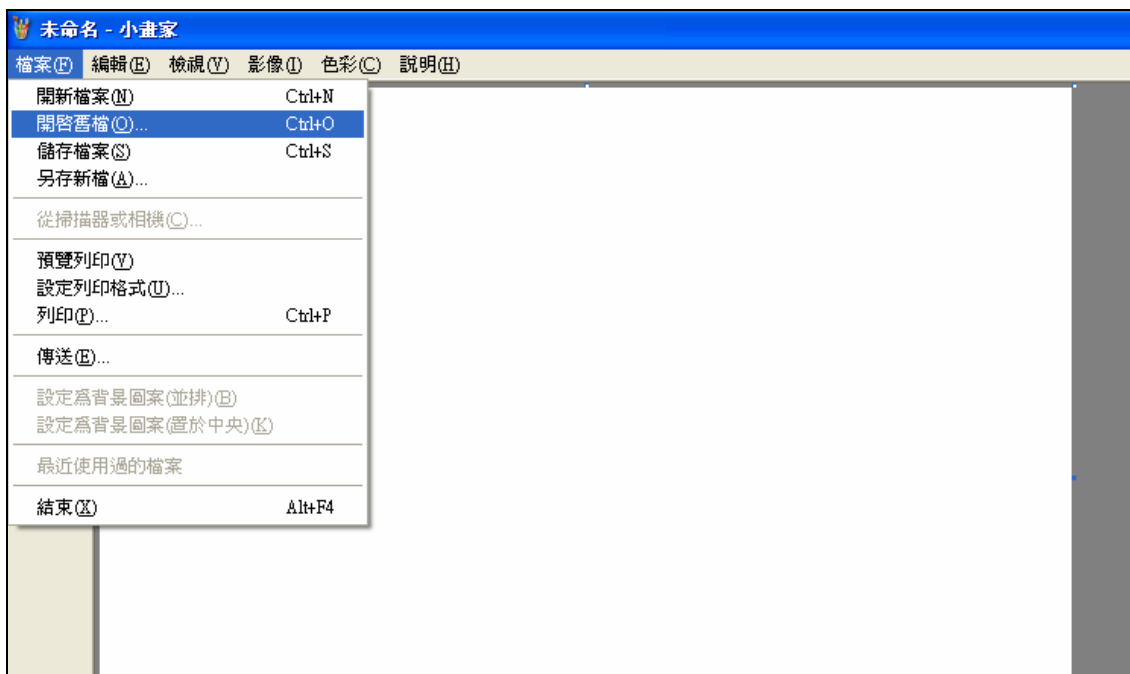 未命名 - 小畫家
檔案(F) 編輯(E) 檢視(V) 影像(I) 色彩(C) 說明(H)
開新檔案(N) Ctrl+N
開啓舊檔(O)... Ctrl+O
儲存檔案(S) Ctrl+S
另存新檔(A)...
從掃描器或相機(C)...
預覽列印(V)
設定列印格式(U)...
列印(P)... Ctrl+P
傳送(E)...
設定為背景圖案(並排)(B)
設定為背景圖案(置於中央)(K)
最近使用過的檔案
結束(X) Alt+F4